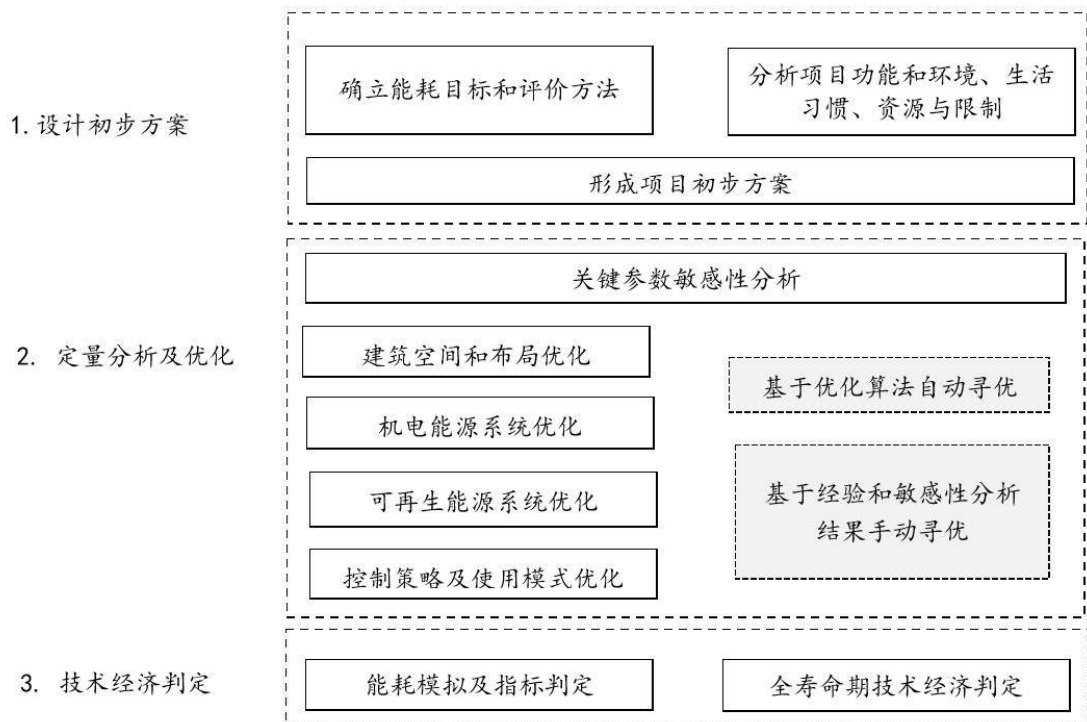 1.设计初步方案
确立能耗目标和评价方法
分析项目功能和环境、生活
习惯、资源与限制
形成项目初步方案
2. 定量分析及优化
关键参数敏感性分析
建筑空间和布局优化
机电能源系统优化
可再生能源系统优化
控制策略及使用模式优化
基于优化算法自动寻优
基于经验和敏感性分析
结果手动寻优
3. 技术经济判定
能耗模拟及指标判定
全寿命期技术经济判定